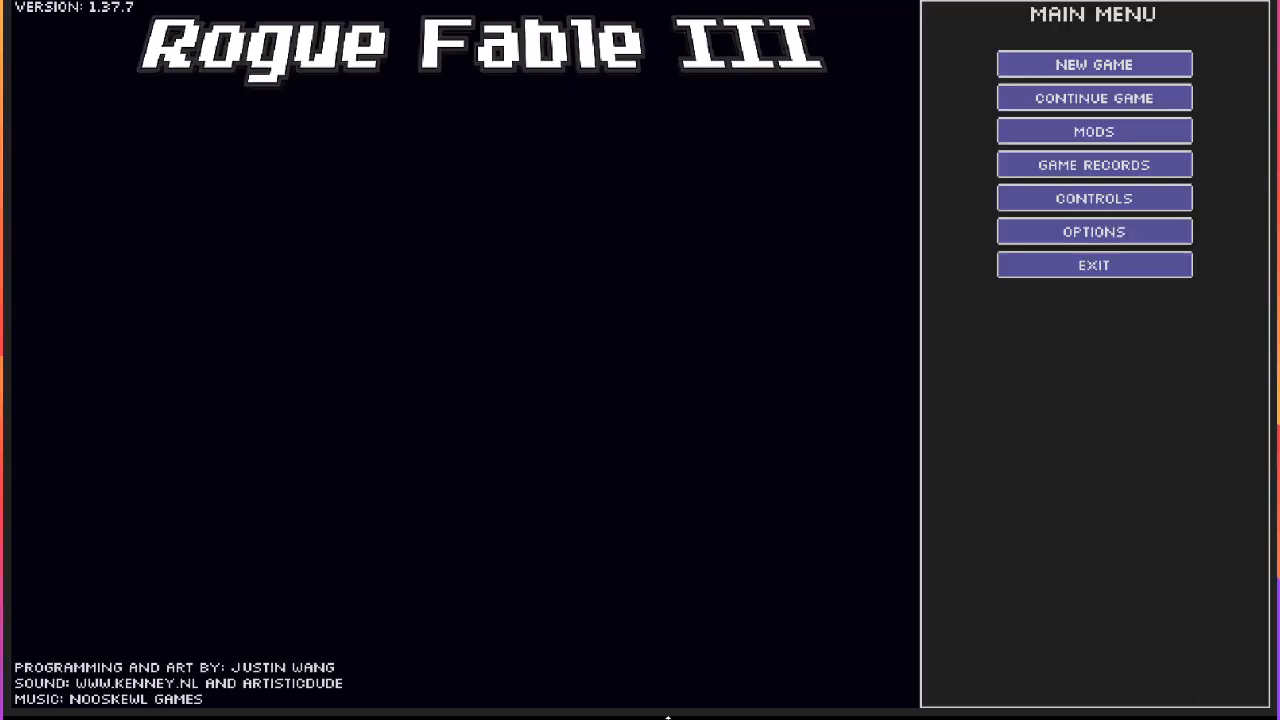 VERSION: 1.37.7
Rogue Fable III
MAIN MENU
NEW GAME
CONTINUE GAME
MODS
GAME RECORDS
CONTROLS
OPTIONS
EXIT
PROGRAMMING AND ART BY: JUSTIN WANG
SOUND: WWW.KENNEY.NL AND ARTISTICDUDE
MUSIC: NOOSKEWL GAMES